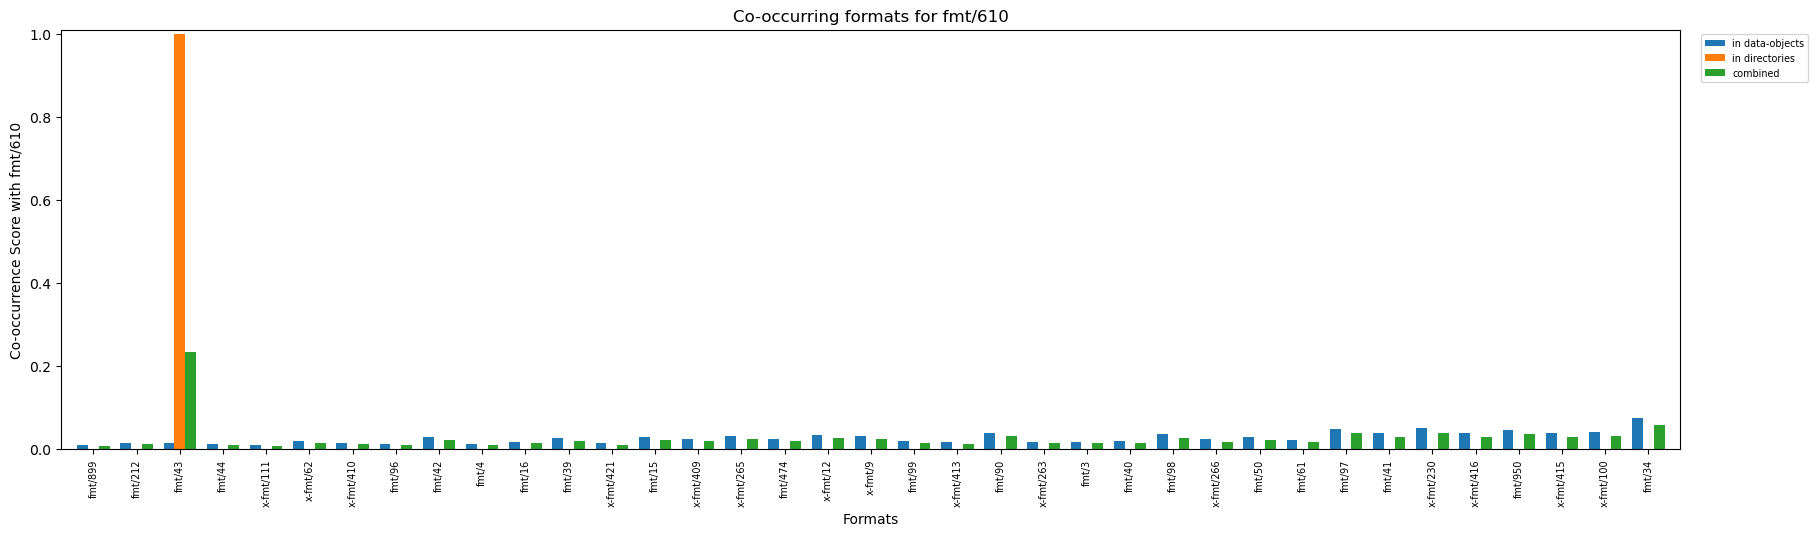 Co-occurring formats for fmt/610
in data-objects
in directories
combined
Co-occurrence Score with fmt/610
1.0
0.8
0.6
0.4
0.2
0.0
fmt/899
fmt/212
fmt/43
fmt/44
x-fmt/111
x-fmt/62
x-fmt/410
fmt/96
fmt/42
fmt/4
fmt/16
fmt/39
x-fmt/421
fmt/15
x-fmt/409
x-fmt/265
fmt/474
x-fmt/12
x-fmt/9
fmt/99
x-fmt/413
fmt/90
x-fmt/263
fmt/3
fmt/40
fmt/98
x-fmt/266
fmt/50
fmt/61
fmt/97
fmt/41
x-fmt/230
x-fmt/416
fmt/950
x-fmt/415
x-fmt/100
fmt/34
Formats